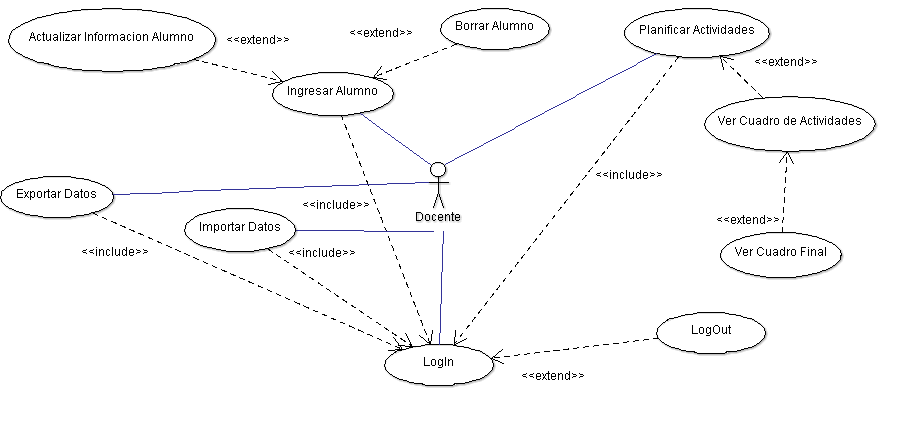 Actualizar Informacion Alumno
<<extend>>
<<extend>>
Borrar Alumno
Planificar Actividades
<<extend>>
Ingresar Alumno
Ver Cuadro de Actividades
<<include>>
Exportar Datos
<<include>>
Docente
<<extend>>
Importar Datos
<<include>>
<<include>>
Ver Cuadro Final
LogOut
LogIn
<<extend>>